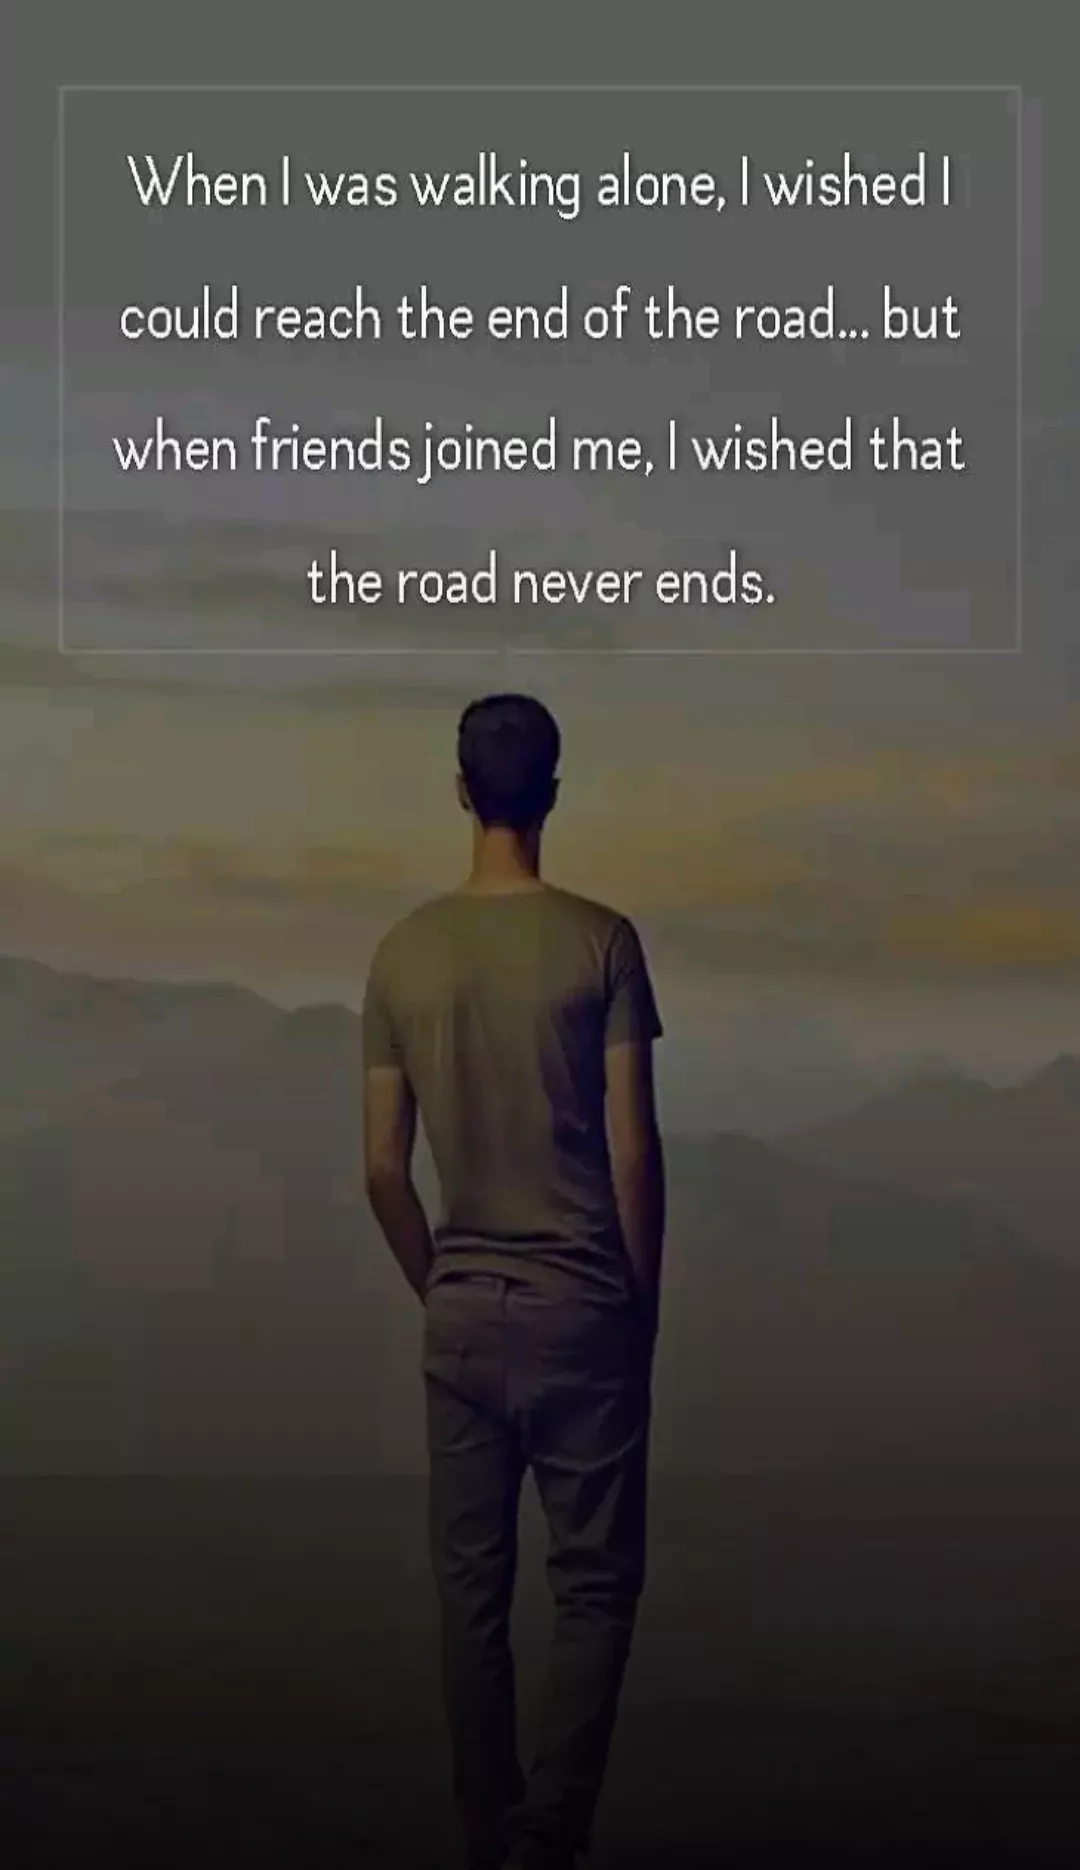 When I was walking alone, I wished I
could reach the end of the road... but
when friends joined me, I wished that
the road never ends.